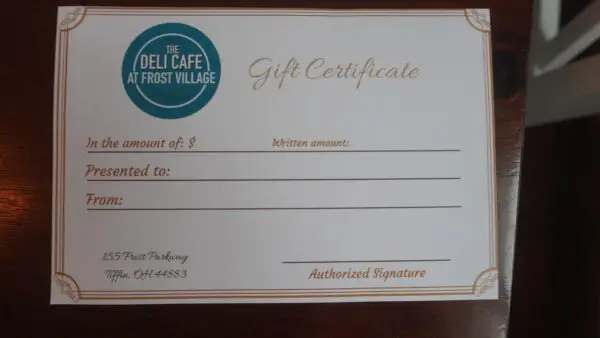 THE
DELI CAFE
AT FROST VILLAGE
Gift Certificate
In the amount of: $ Written amount:
Presented to:
From:
155 Frost Parkway
Tiffin, OH 44883
Authorized Signature